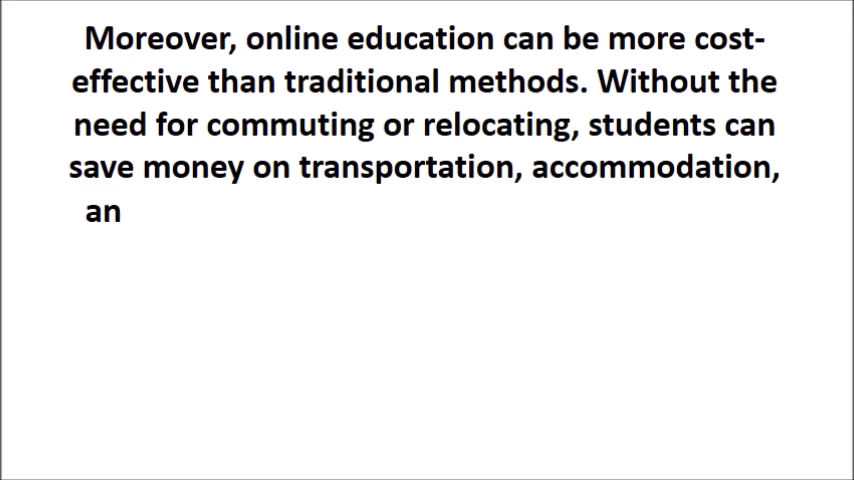 Moreover, online education can be more cost-
effective than traditional methods. Without the
need for commuting or relocating, students can
save money on transportation, accommodation,
an